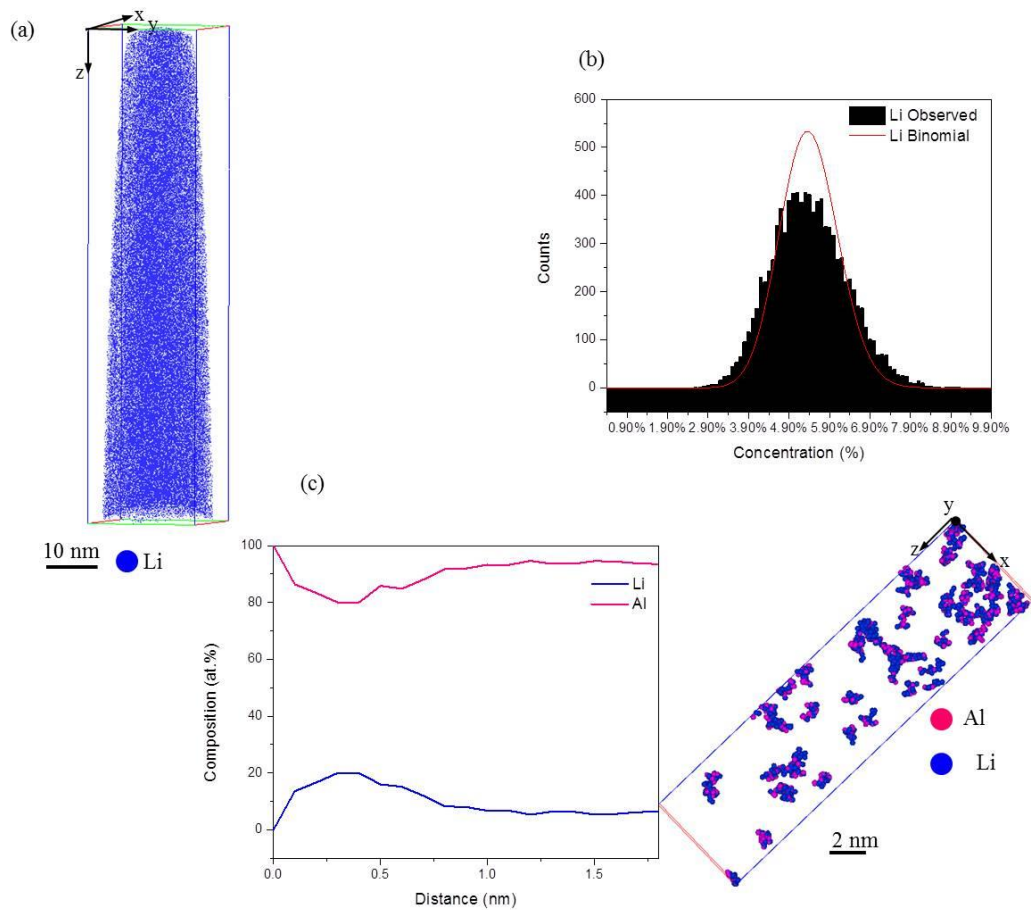 (a)
x
y
z
10 nm
Li
(b)
600
500
400
300
200
100
0
Counts
Li Observed
Li Binomial
0.90% 1.90% 2.90% 3.90% 4.90% 5.90% 6.90% 7.90% 8.90% 9.90%
Concentration (%)
(c)
100
80
60
40
20
0
Composition (at.%)
Li
Al
0.0 0.5 1.0 1.5
Distance (nm)
y
z
x
Al
Li
2 nm